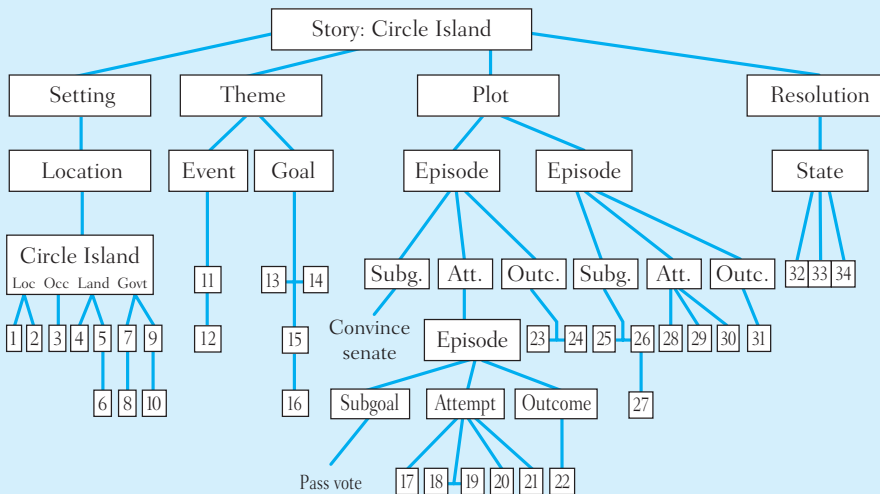 Story: Circle Island
Setting Theme Plot Resolution
Location Event Goal Episode Episode State
Circle Island
Loc Occ Land Govt
Subg. Att. Outc. Subg. Att. Outc.
11 13 14 32 33 34
Convince
senate
1 2 3 4 5 7 9 12 15 Episode 23 24 25 26 28 29 30 31
6 8 10 16 Subgoal Attempt Outcome 27
Pass vote 17 18 19 20 21 22